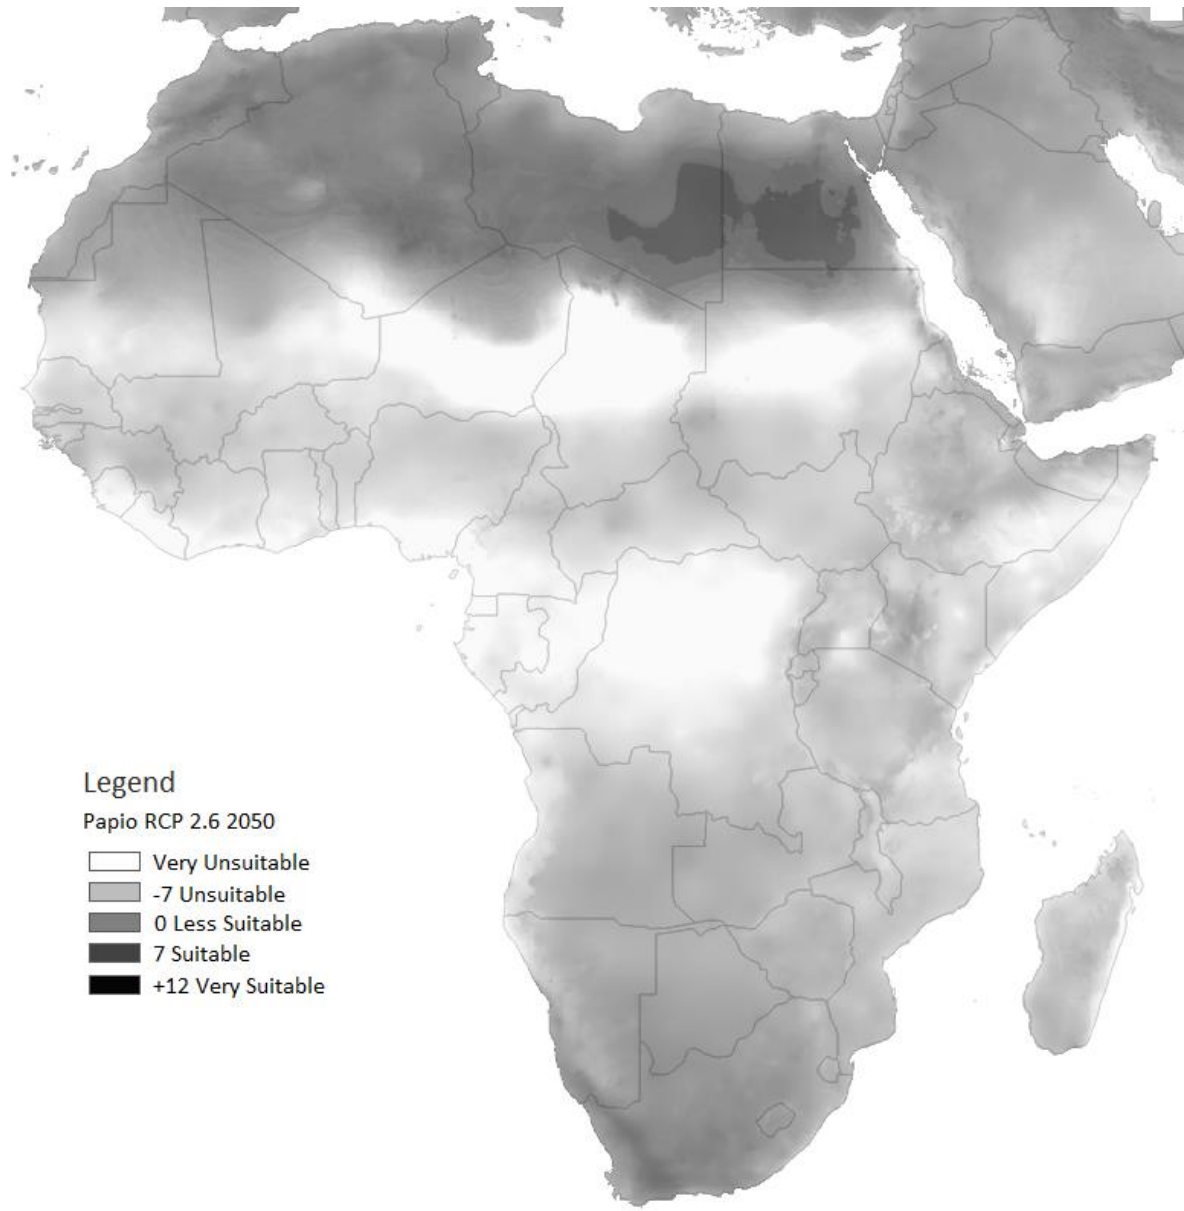 Legend
Papio RCP 2.6 2050
Very Unsuitable
-7 Unsuitable
0 Less Suitable
7 Suitable
+12 Very Suitable